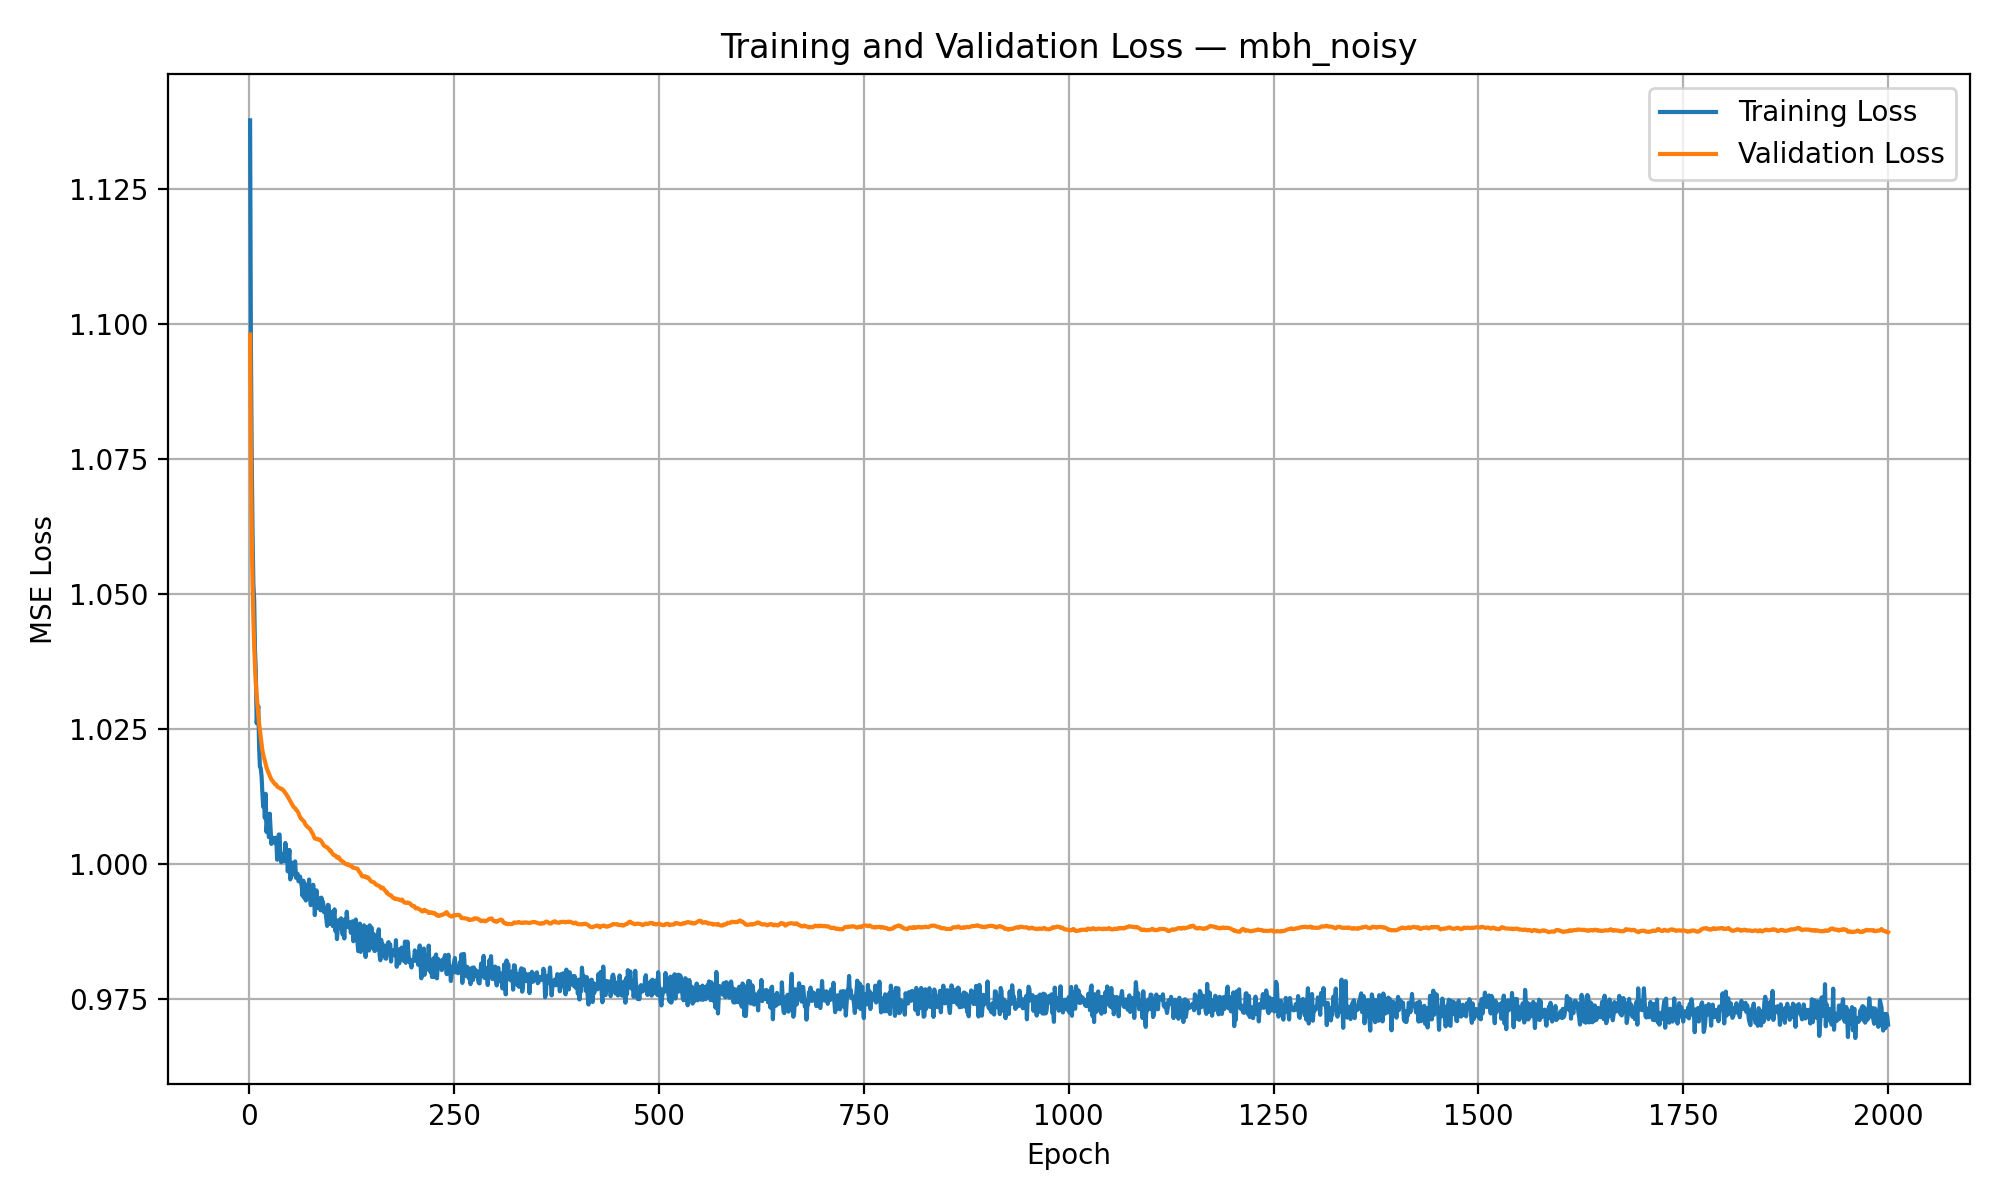 Training and Validation Loss — mbh_noisy
Training Loss
Validation Loss
MSE Loss
1.125
1.100
1.075
1.050
1.025
1.000
0.975
0 250 500 750 1000 1250 1500 1750 2000
Epoch